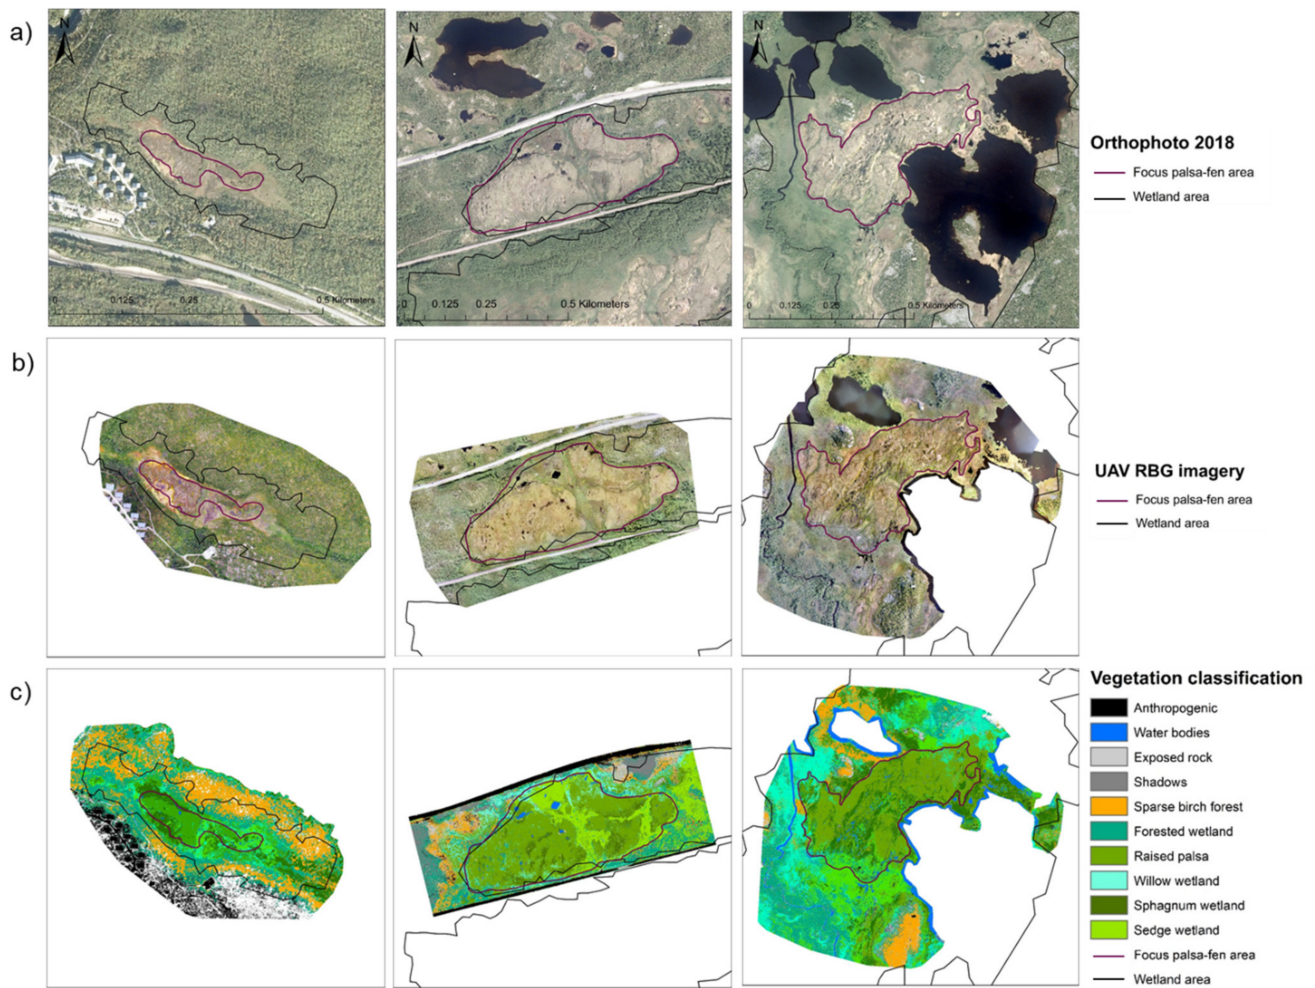 a)
N
N
N
0 0.125 0.25 0.5 Kilometers
0 0.125 0.25 0.5 Kilometers
0 0.125 0.25 0.5 Kilometers
Orthophoto 2018
Focus palsa-fen area
Wetland area
b)
UAV RBG imagery
Focus palsa-fen area
Wetland area
c)
Vegetation classification
Anthropogenic
Water bodies
Exposed rock
Shadows
Sparse birch forest
Forested wetland
Raised palsa
Willow wetland
Sphagnum wetland
Sedge wetland
Focus palsa-fen area
Wetland area